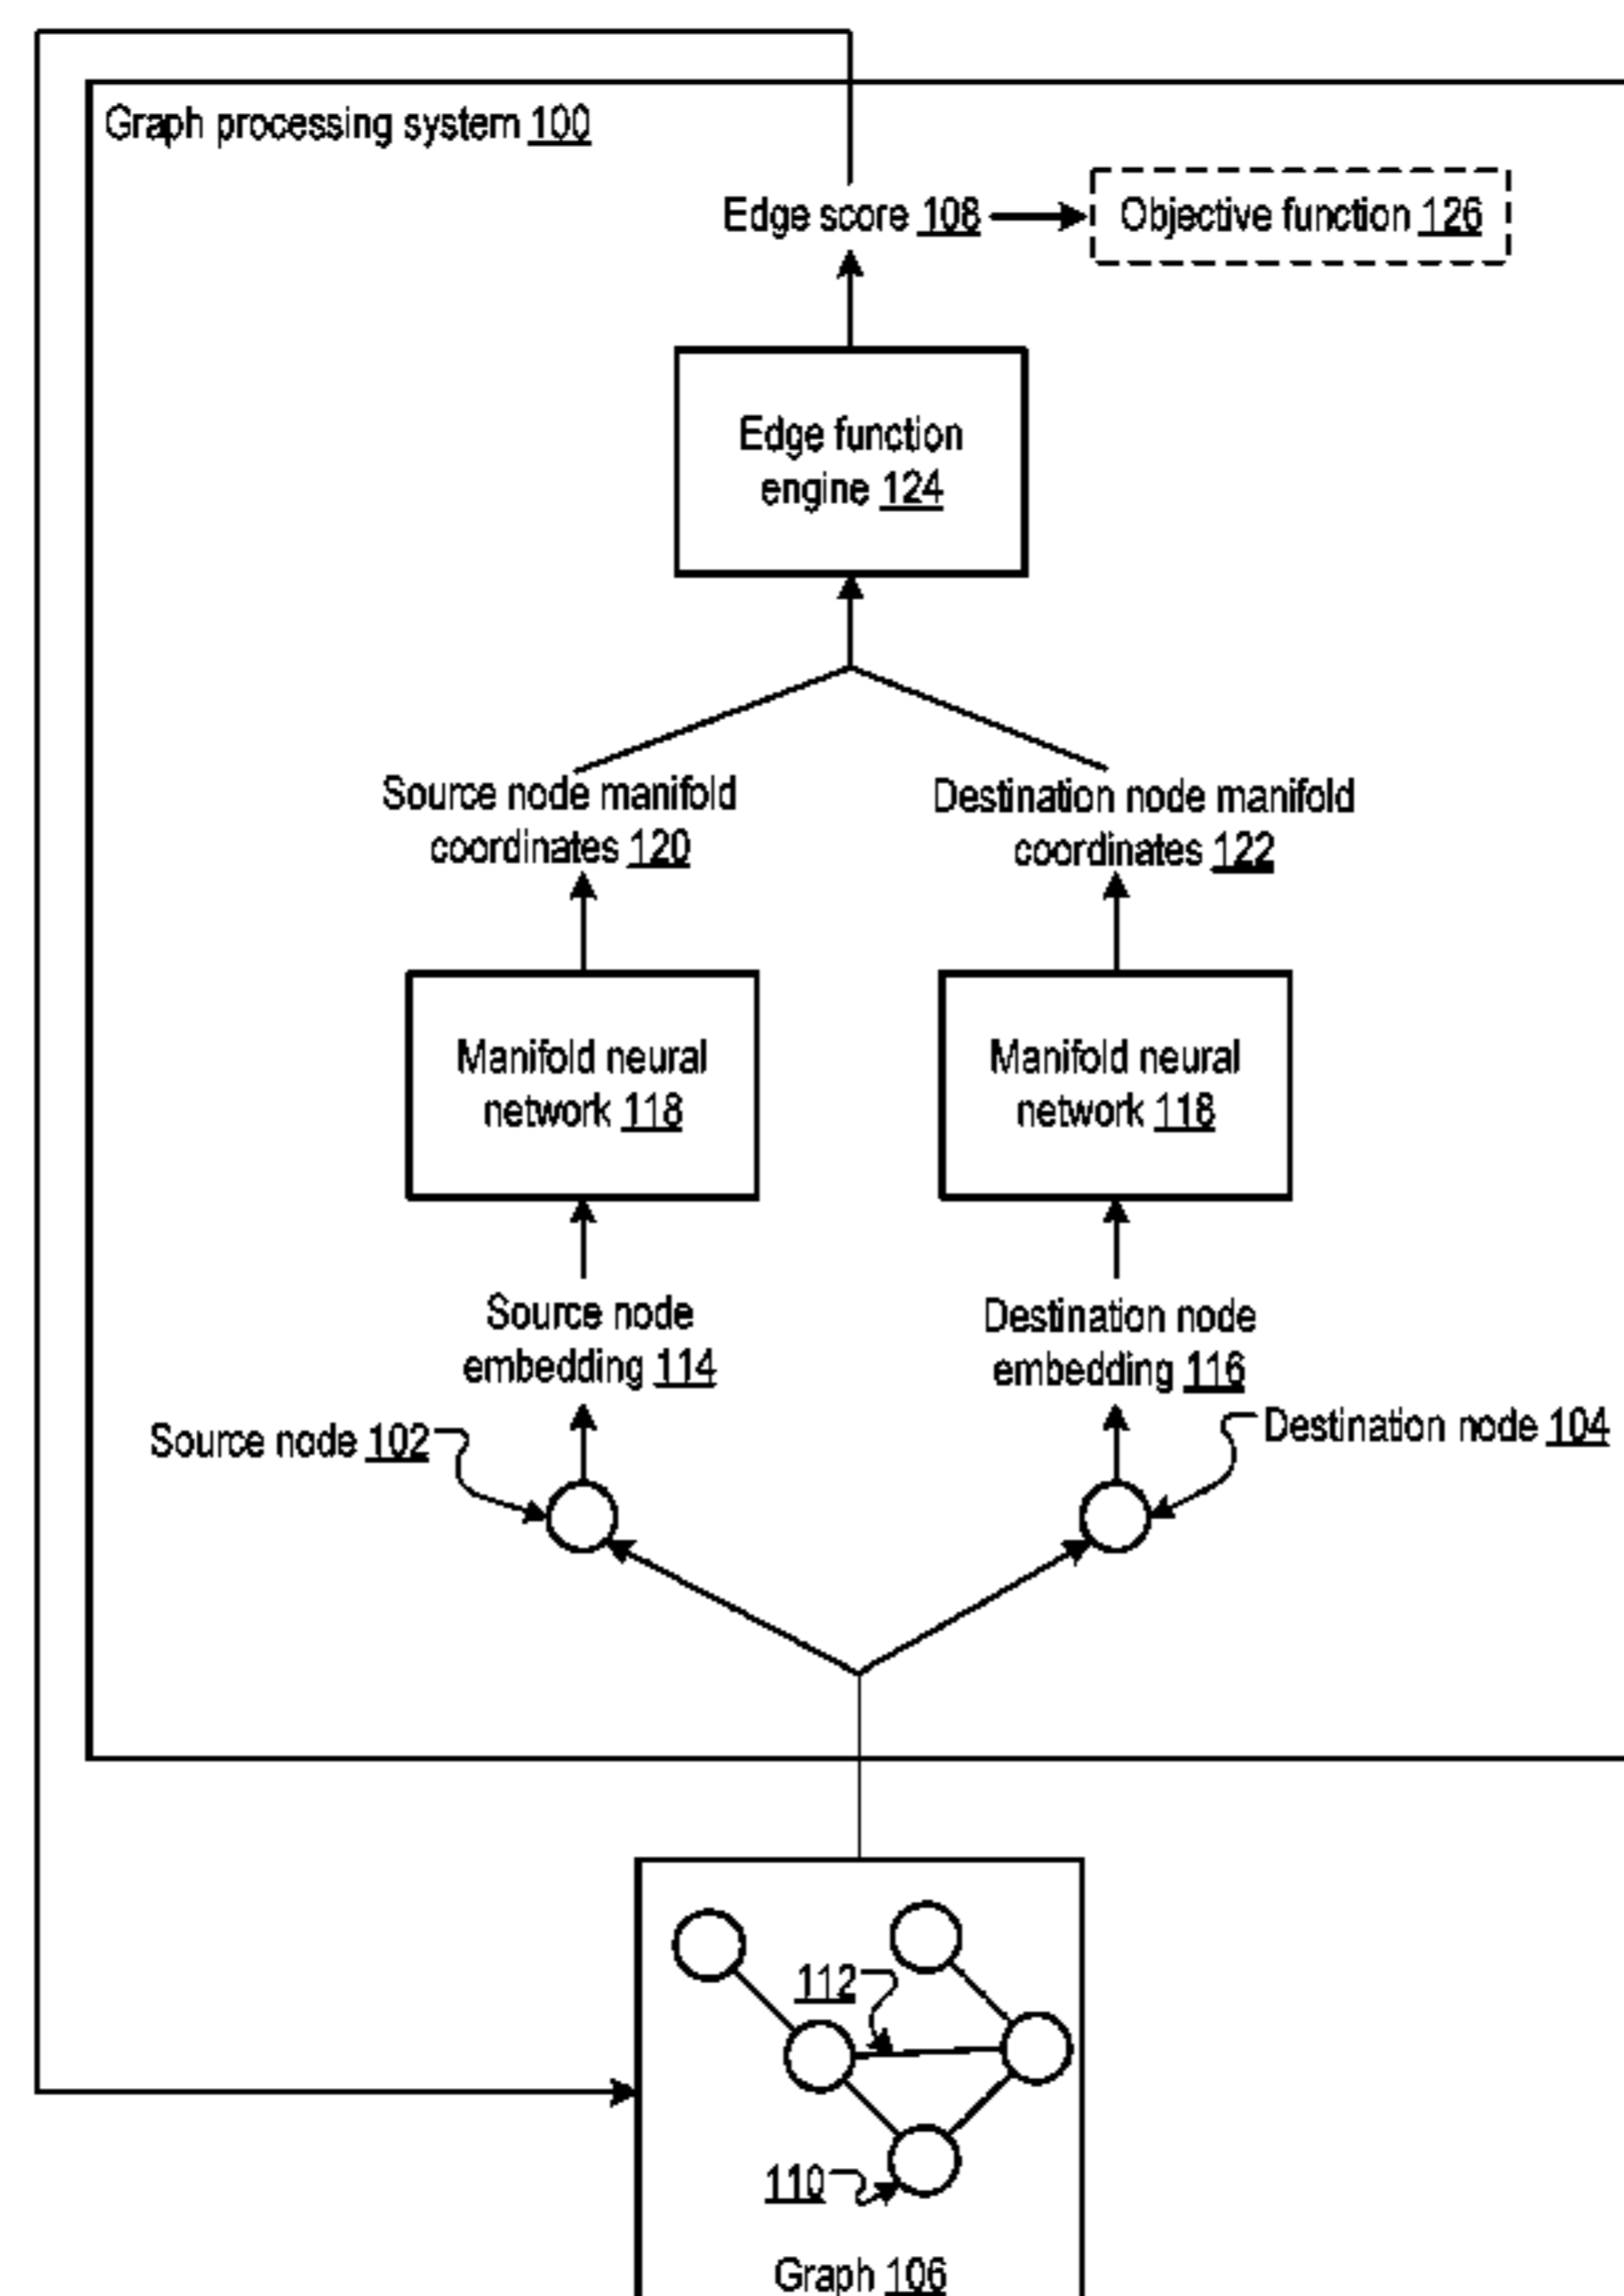 Graph processing system 100
Edge score 108
Objective function 126
Edge function
engine 124
Source node manifold
coordinates 120
Destination node manifold
coordinates 122
Manifold neural
network 118
Manifold neural
network 118
Source node
embedding 114
Destination node
embedding 116
Source node 102
Destination node 104
112
110
Graph 106